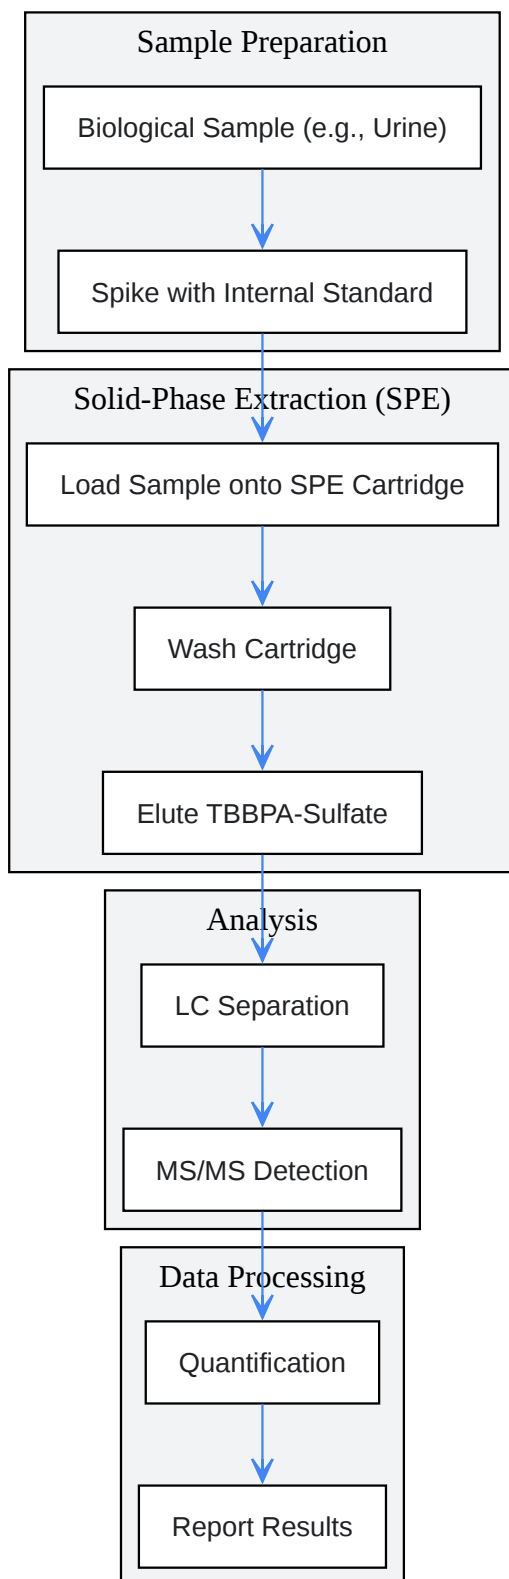 Sample Preparation
Biological Sample (e.g., Urine)
Spike with Internal Standard
Solid-Phase Extraction (SPE)
Load Sample onto SPE Cartridge
Wash Cartridge
Elute TBBPA-Sulfate
Analysis
LC Separation
MS/MS Detection
Data Processing
Quantification
Report Results